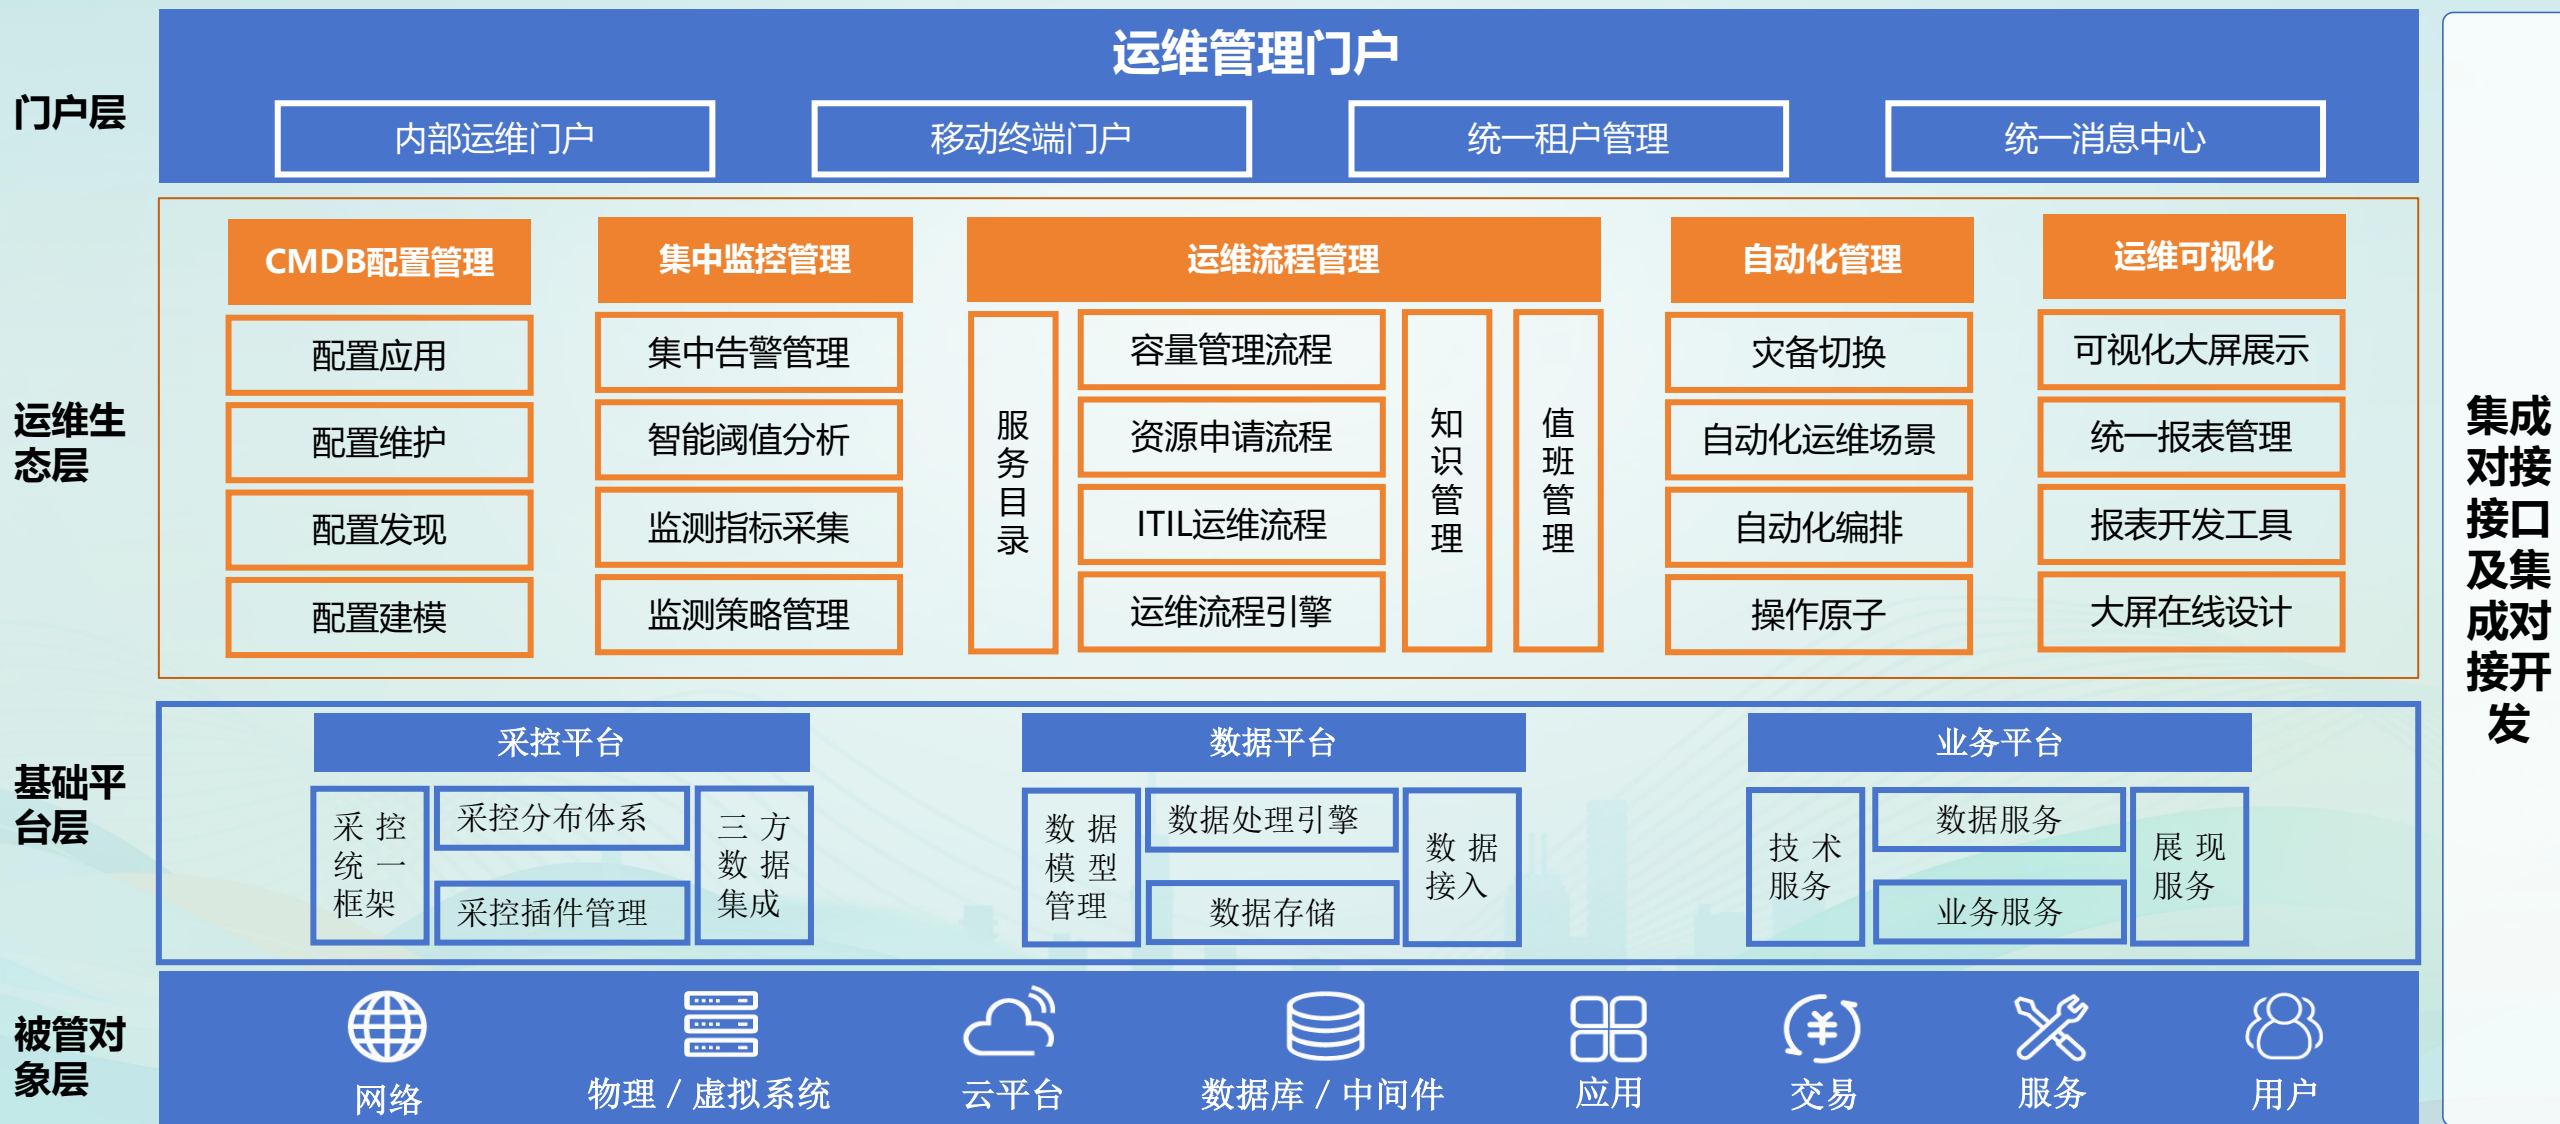 运维管理门户
门户层
内部运维门户
移动终端门户
统一租户管理
统一消息中心
运维生
态层
CMDB配置管理
配置应用
配置维护
配置发现
配置建模
集中监控管理
集中告警管理
智能阈值分析
监测指标采集
监测策略管理
运维流程管理
服务目录
容量管理流程
资源申请流程
ITIL运维流程
运维流程引擎
知识管理
值班管理
自动化管理
灾备切换
自动化运维场景
自动化编排
操作原子
运维可视化
可视化大屏展示
统一报表管理
报表开发工具
大屏在线设计
基础平
台层
采控平台
采控
统一
框架
采控分布体系
采控插件管理
三方
数据
集成
数据平台
数据
模型
管理
数据处理引擎
数据存储
数据
接入
业务平台
技术
服务
数据服务
业务服务
展现
服务
被管对
象层
网络
物理 / 虚拟系统
云平台
数据库 / 中间件
应用
交易
服务
用户
集成
对接
接口
及集
成对
接开
发